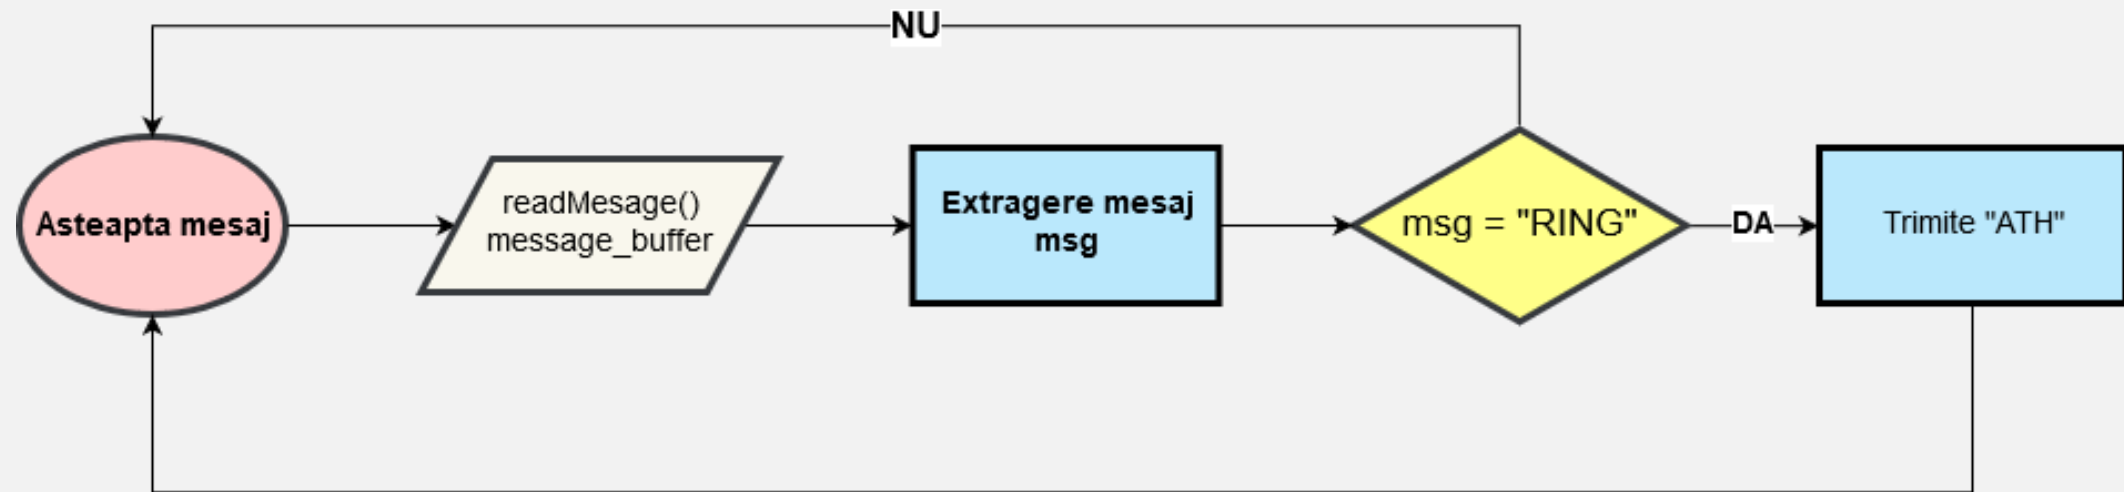 NU
Asteapta mesaj
readMesage()
message_buffer
Extragere mesaj
msg
msg = "RING"
DA
Trimite "ATH"